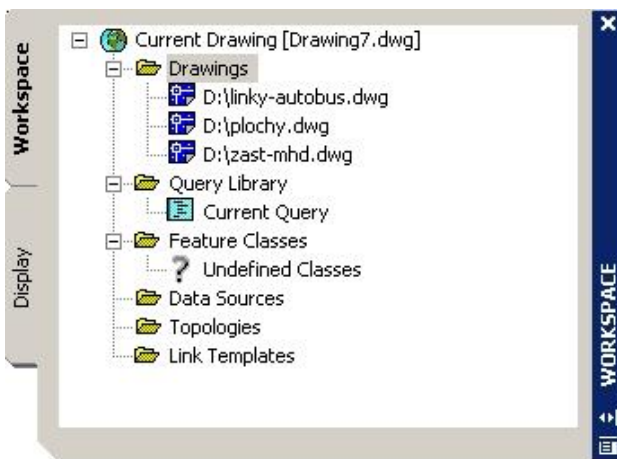 Workspace
Display
Current Drawing [Drawing7.dwg]
Drawings
D:\linky-autobus.dwg
D:\plochy.dwg
D:\zast-mhd.dwg
Query Library
Current Query
Feature Classes
? Undefined Classes
Data Sources
Topologies
Link Templates
WORKSPACE